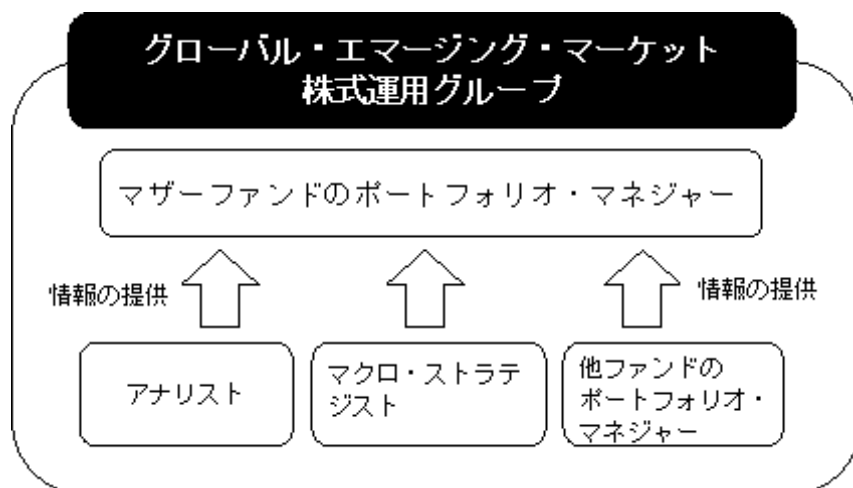 グローバル・エマージング・マーケット
株式運用グループ
マザーファンドのポートフォリオ・マネジャー
情報の提供
情報の提供
アナリスト
マクロ・ストラテ
ジスト
他ファンドの
ポートフォリオ・
マネジャー